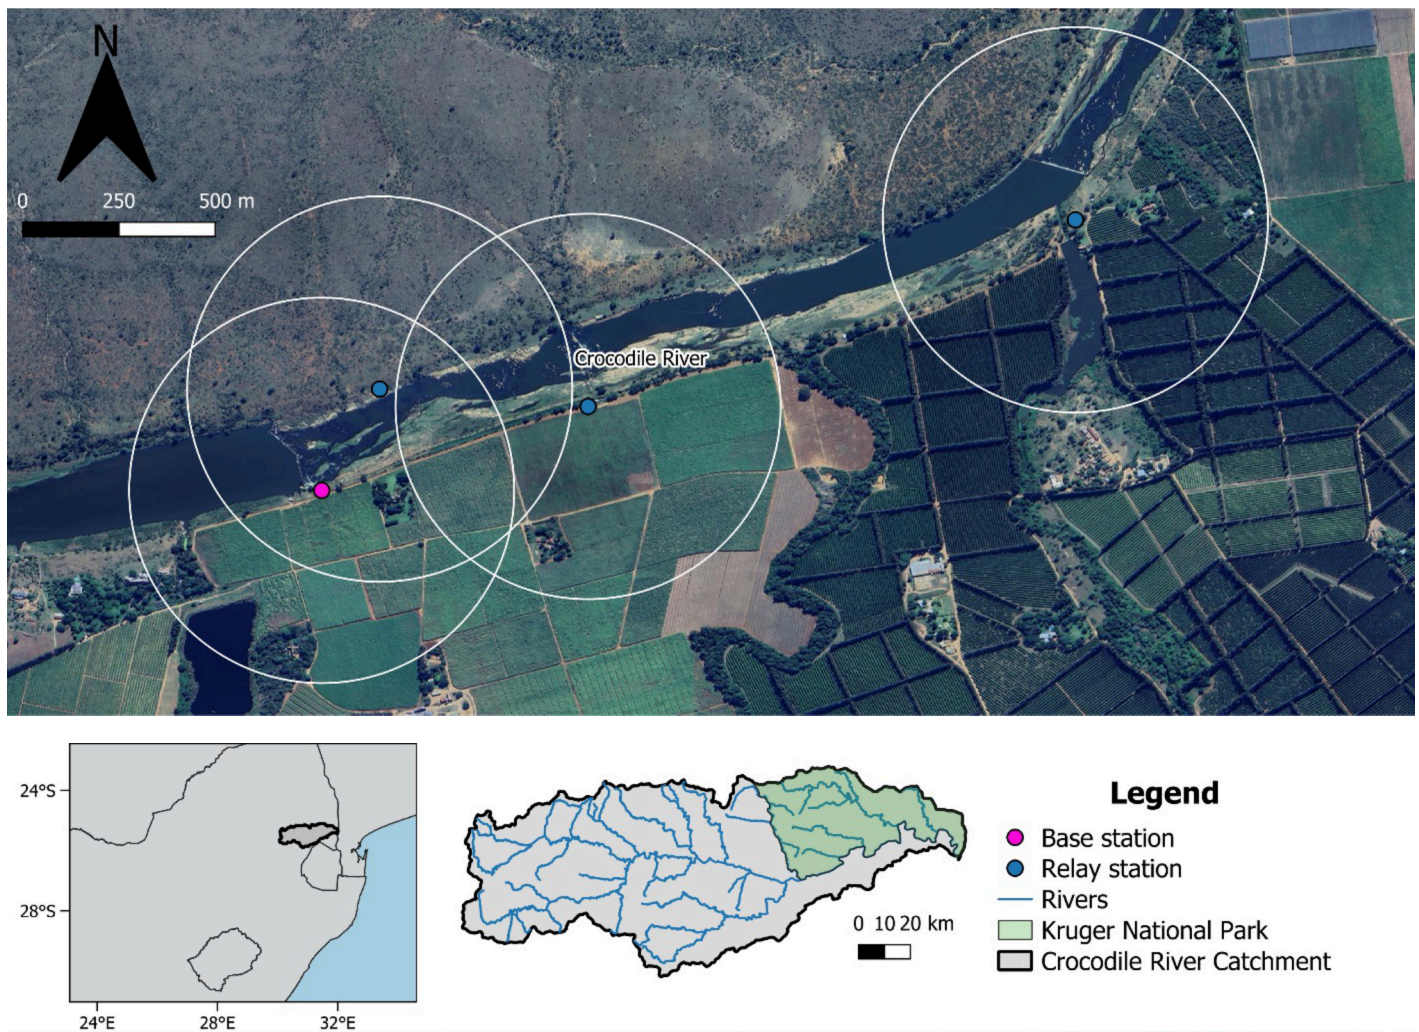 N
0 250 500 m
Crocodile River
24°S
28°S
24°E 28°E 32°E
0 10 20 km
Legend
Base station
Relay station
Rivers
Kruger National Park
Crocodile River Catchment